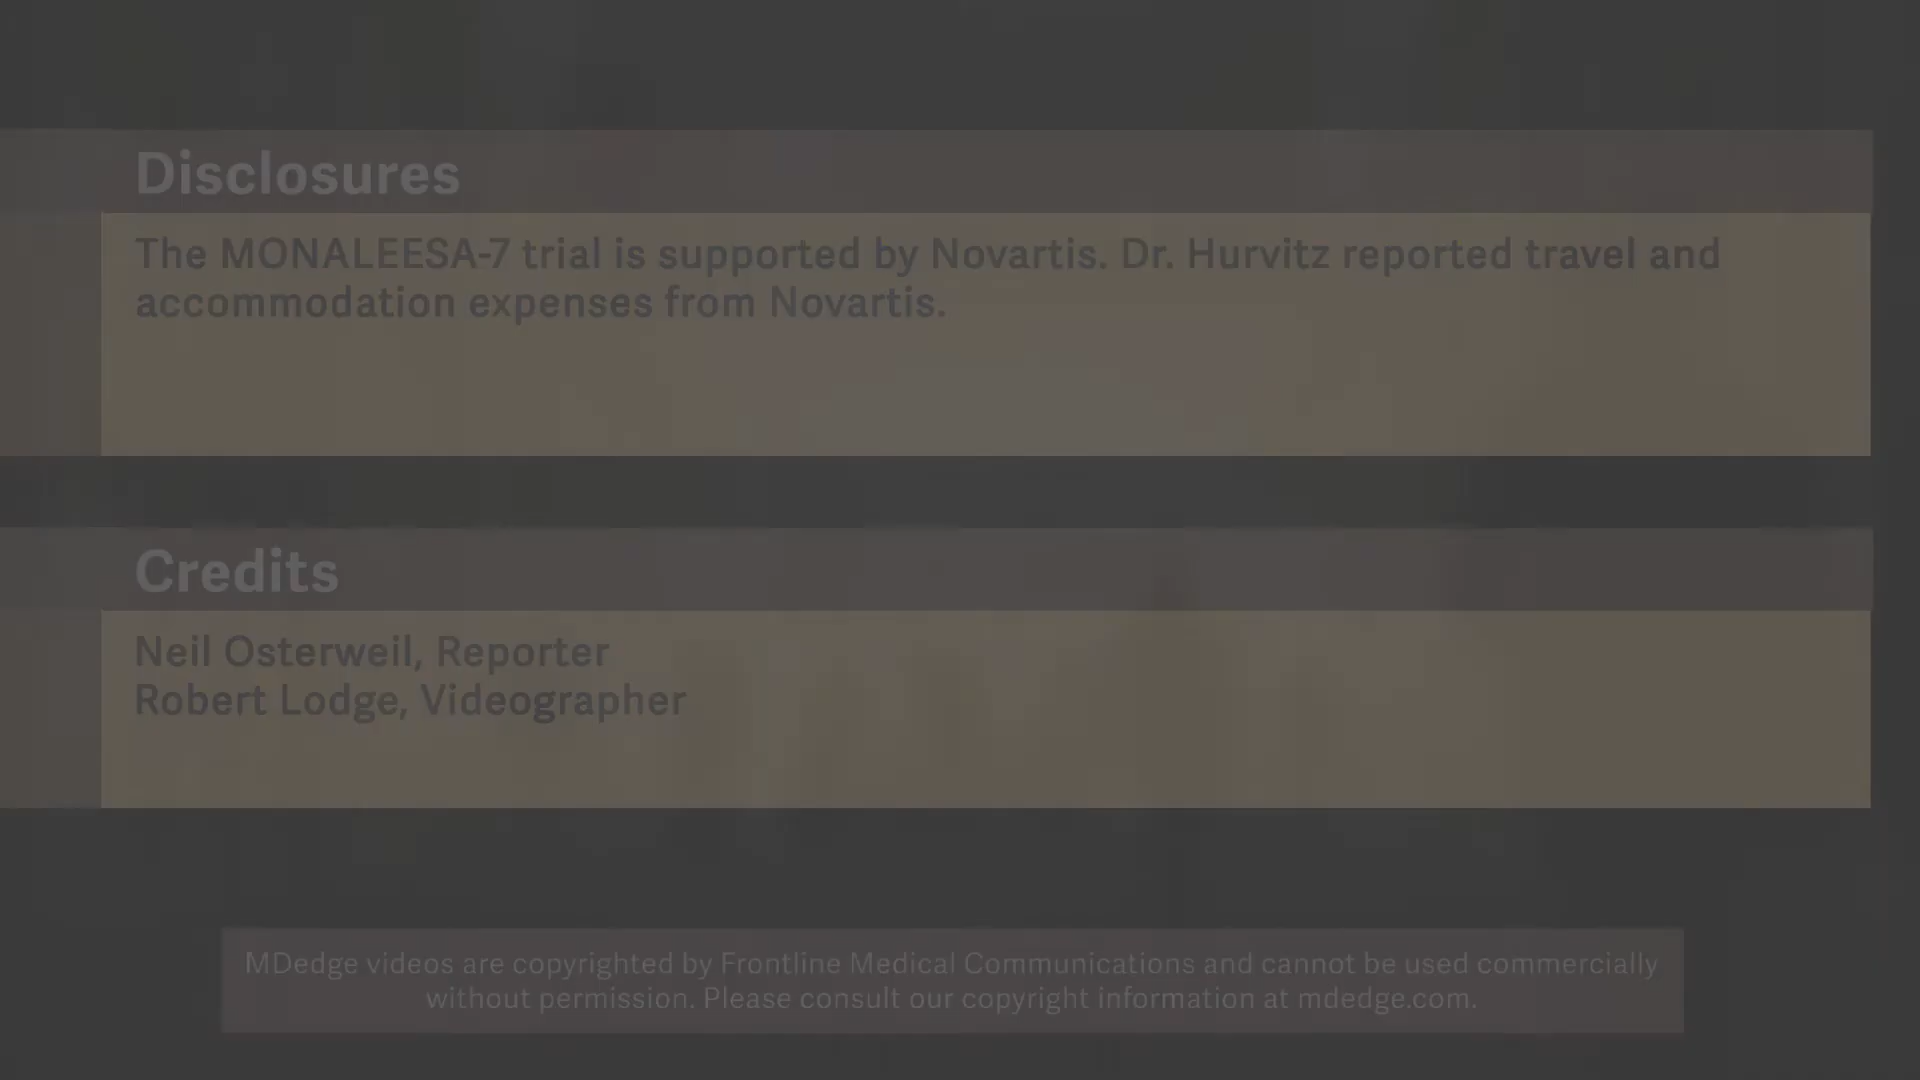 Disclosures
The MONALEESA-7 trial is supported by Novartis. Dr. Hurvitz reported travel and
accommodation expenses from Novartis.
Credits
Neil Osterweil, Reporter
Robert Lodge, Videographer
MDedge videos are copyrighted by Frontline Medical Communications and cannot be used commercially
without permission. Please consult our copyright information at mdedge.com.